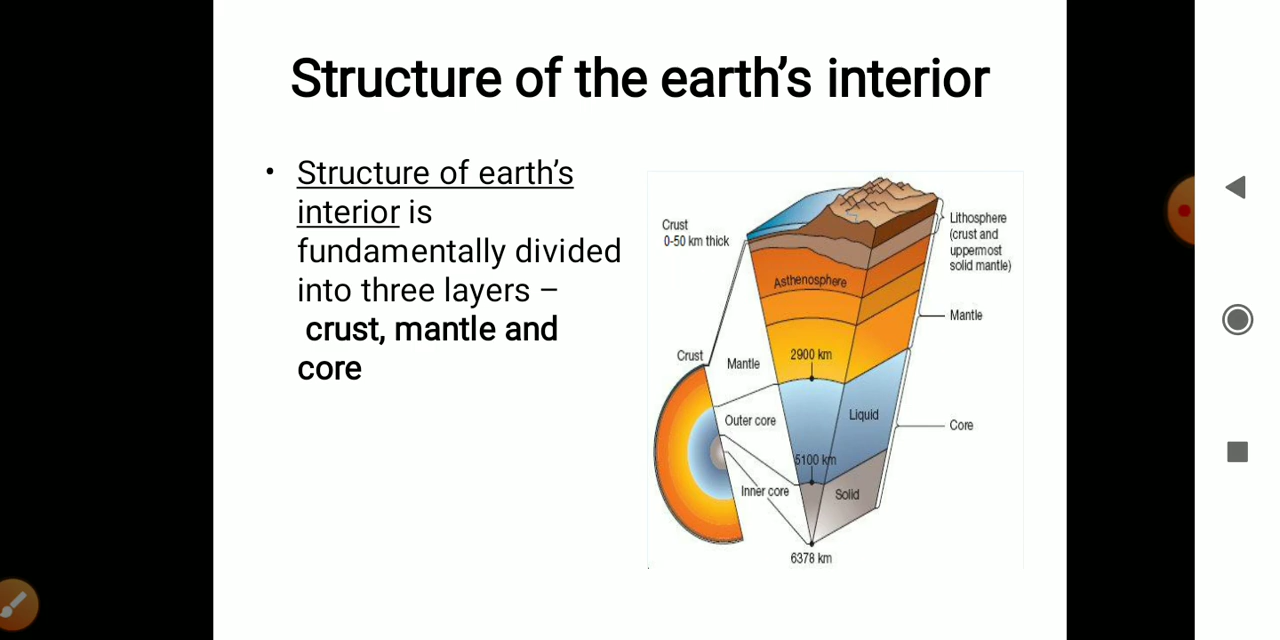 Structure of the earth’s interior
• Structure of earth’s
interior is
fundamentally divided
into three layers –
crust, mantle and
core
Crust
0-50 km thick
Asthenosphere
Lithosphere
(crust and
uppermost
solid mantle)
Mantle
Crust
Mantle
2900 km
Outer core
Liquid
Core
5100 km
Inner core
Solid
6378 km